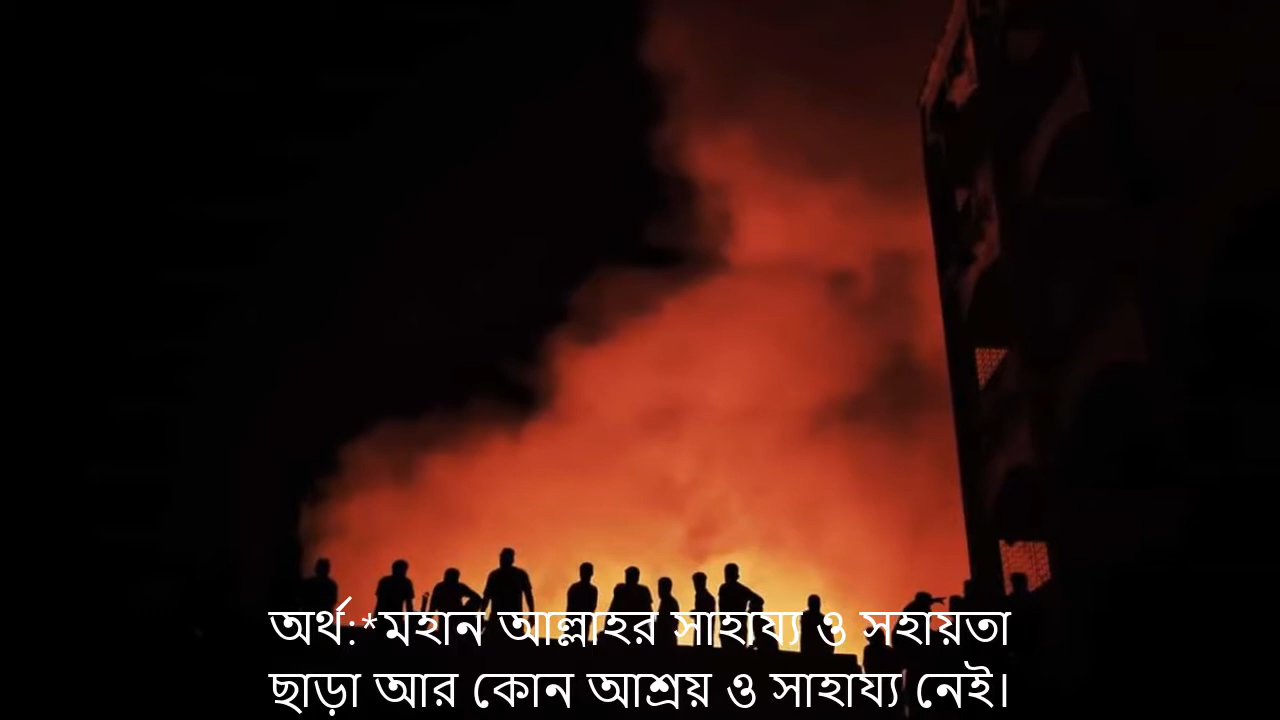 অর্থ:*মহান আল্লাহর সাহায্য ও সহায়তা
ছাড়া আর কোন আশ্রয় ও সাহায্য নেই।